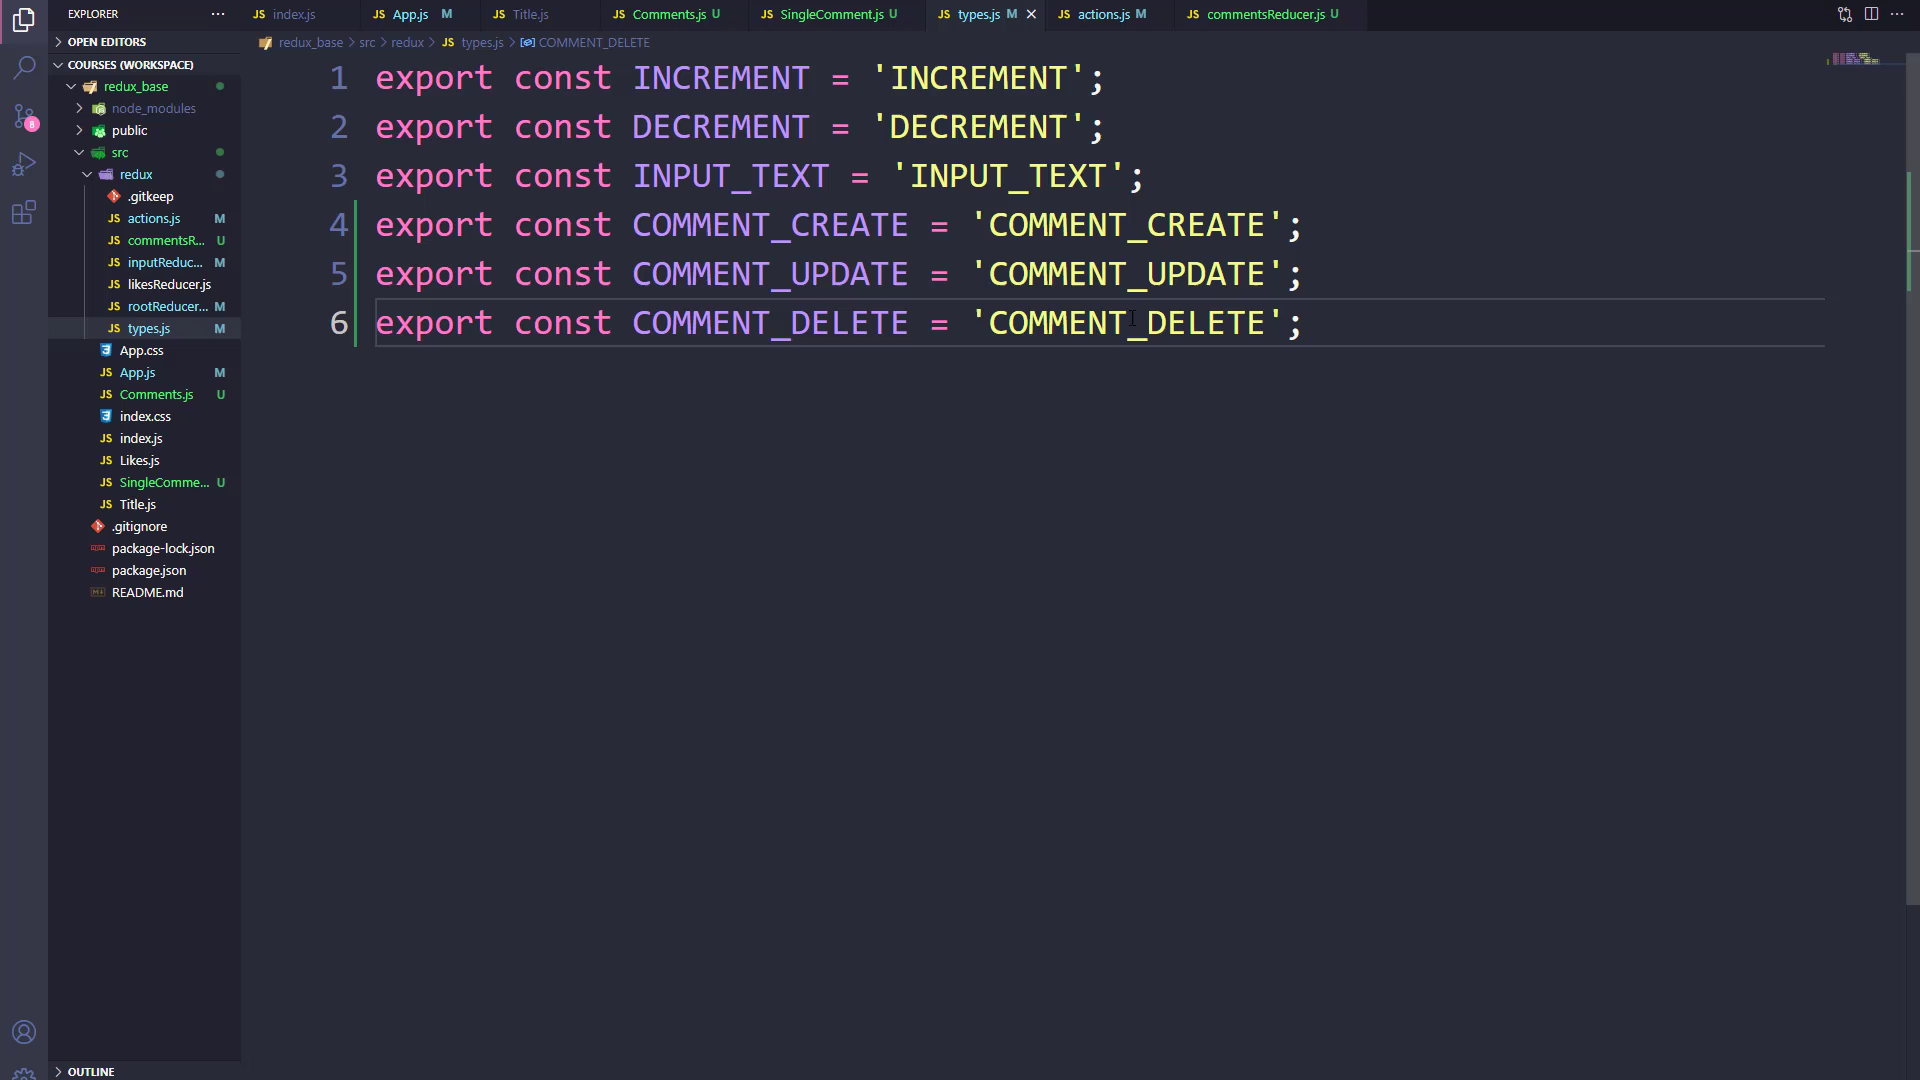 EXPLORER
index.js
App.js M
Title.js
Comments.js U
SingleComment.js U
types.js M
actions.js M
commentsReducer.js U
OPEN EDITORS
redux_base > src > redux > JS types.js > COMMENT_DELETE
COURSES (WORKSPACE)
redux_base
node_modules
public
src
redux
.gitkeep
actions.js M
commentsR... U
inputReduc... M
likesReducer.js
rootReducer... M
types.js M
App.css
App.js M
Comments.js U
index.css
index.js
Likes.js
SingleComme... U
Title.js
.gitignore
package-lock.json
package.json
README.md
OUTLINE
8
1 export const INCREMENT = 'INCREMENT';
2 export const DECREMENT = 'DECREMENT';
3 export const INPUT_TEXT = 'INPUT_TEXT';
4 export const COMMENT_CREATE = 'COMMENT_CREATE';
5 export const COMMENT_UPDATE = 'COMMENT_UPDATE';
6 export const COMMENT_DELETE = 'COMMENT_DELETE';